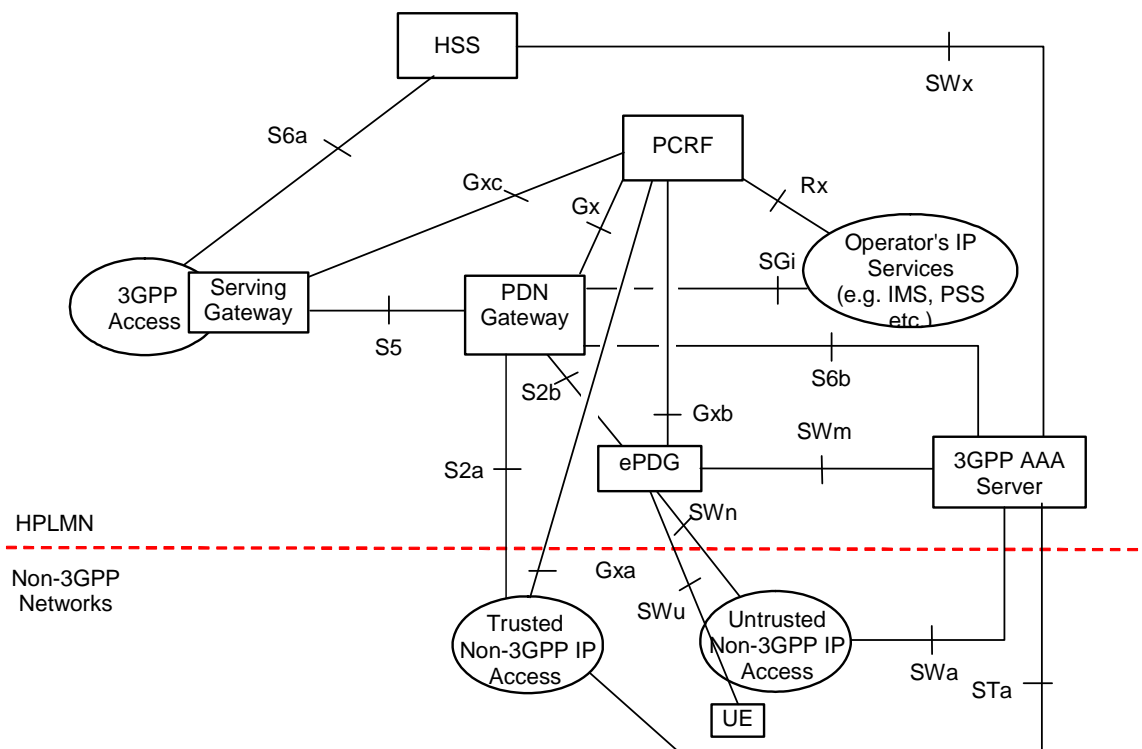 HSS
SWx
S6a
PCRF
Gxc
Gx
Rx
Operator's IP
Services
(e.g. IMS, PSS
etc.)
SGi
3GPP
Access
Serving
Gateway
PDN
Gateway
S5
S6b
S2b
Gxb
SWm
ePDG
3GPP AAA
Server
S2a
SWn
HPLMN
Non-3GPP
Networks
Gxa
SWu
Trusted
Non-3GPP IP
Access
Untrusted
Non-3GPP IP
Access
SWa
STa
UE